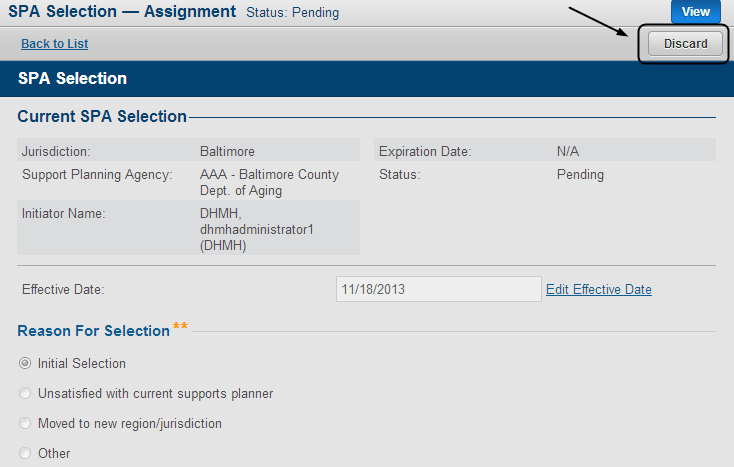 SPA Selection — Assignment Status: Pending View
Back to List Discard
SPA Selection
Current SPA Selection
Jurisdiction: Baltimore Expiration Date: N/A
Support Planning Agency: AAA - Baltimore County Status: Pending
Dept. of Aging
Initiator Name: DHMH,
dhmhadministrator1
(DHMH)
Effective Date: 11/18/2013 Edit Effective Date
Reason For Selection **
Initial Selection
Unsatisfied with current supports planner
Moved to new region/jurisdiction
Other